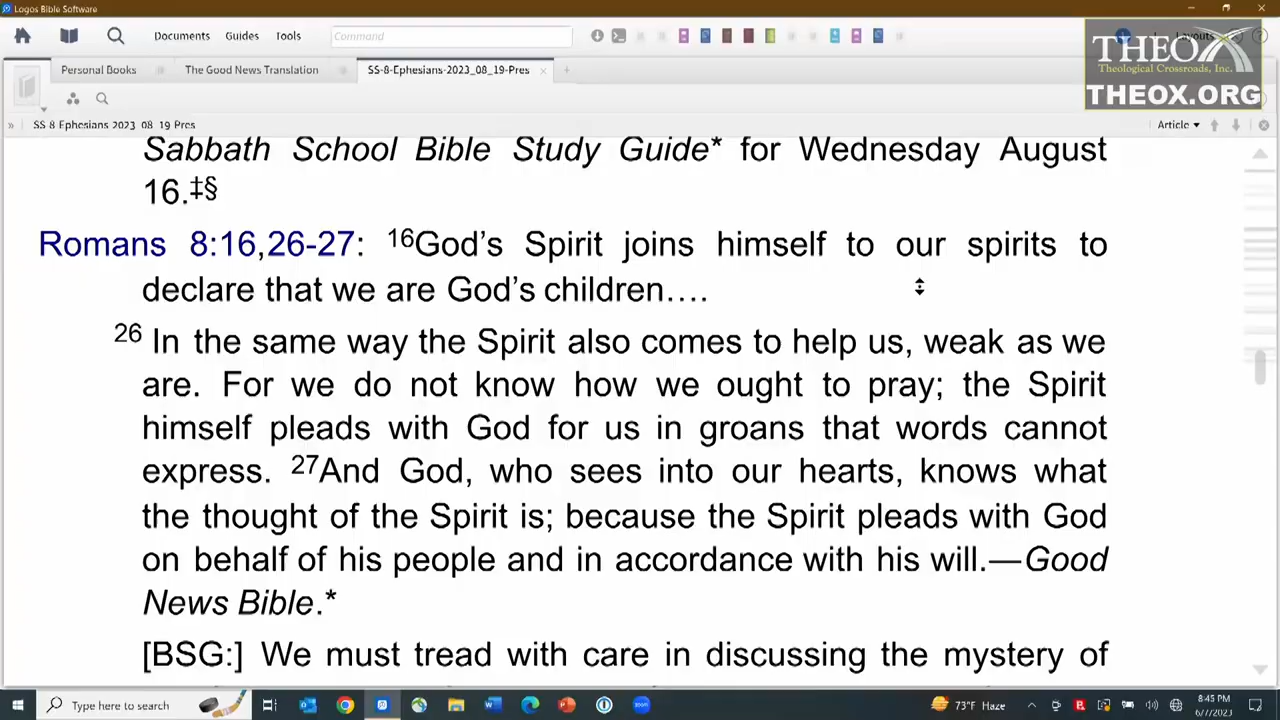 Logos Bible Software
Documents Guides Tools Command
THEOX
Theological Crossroads, Inc.
THEOX.ORG
Personal Books The Good News Translation SS-8-Ephesians-2023_08_19-Pres
» SS-8-Ephesians-2023_08_19-Pres Article
Sabbath School Bible Study Guide* for Wednesday August
16.‡§
Romans 8:16,26-27: 16God’s Spirit joins himself to our spirits to
declare that we are God’s children….
26 In the same way the Spirit also comes to help us, weak as we
are. For we do not know how we ought to pray; the Spirit
himself pleads with God for us in groans that words cannot
express. 27And God, who sees into our hearts, knows what
the thought of the Spirit is; because the Spirit pleads with God
on behalf of his people and in accordance with his will.—Good
News Bible.*
[BSG:] We must tread with care in discussing the mystery of
Type here to search 73°F Haze 8:45 PM
6/7/2023